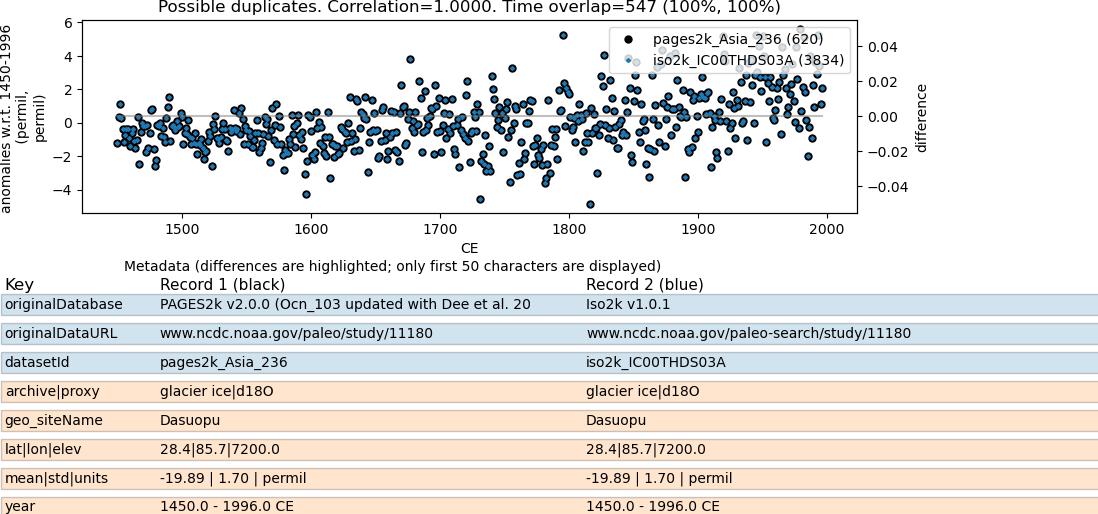 Possible duplicates. Correlation=1.0000. Time overlap=547 (100%, 100%)
anomalies w.r.t. 1450-1996
(permil,
permil)
6
4
2
0
−2
−4
pages2k_Asia_236 (620)
iso2k_IC00THDS03A (3834)
0.04
0.02
0.00
−0.02
−0.04
difference
1500 1600 1700 1800 1900 2000
CE
Metadata (differences are highlighted; only first 50 characters are displayed)
Key Record 1 (black) Record 2 (blue)
originalDatabase PAGES2k v2.0.0 (Ocn_103 updated with Dee et al. 20 Iso2k v1.0.1
originalDataURL www.ncdc.noaa.gov/paleo/study/11180 www.ncdc.noaa.gov/paleo-search/study/11180
datasetId pages2k_Asia_236 iso2k_IC00THDS03A
archive|proxy glacier ice|d18O glacier ice|d18O
geo_siteName Dasuopu Dasuopu
lat|lon|elev 28.4|85.7|7200.0 28.4|85.7|7200.0
mean|std|units -19.89 | 1.70 | permil -19.89 | 1.70 | permil
year 1450.0 - 1996.0 CE 1450.0 - 1996.0 CE